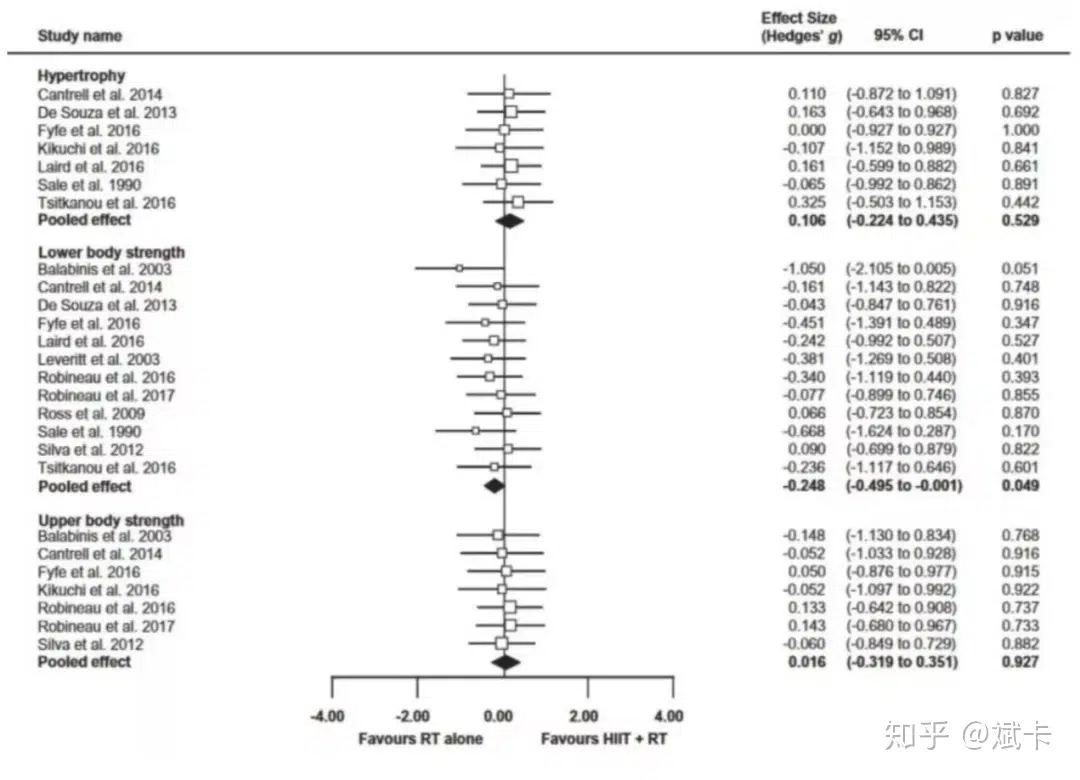 Study name Effect Size (Hedges' g) 95% CI p value
Hypertrophy
Cantrell et al. 2014 0.110 (-0.872 to 1.091) 0.827
De Souza et al. 2013 0.163 (-0.643 to 0.968) 0.692
Fyfe et al. 2016 0.000 (-0.927 to 0.927) 1.000
Kikuchi et al. 2016 -0.107 (-1.152 to 0.989) 0.841
Laird et al. 2016 0.161 (-0.599 to 0.882) 0.661
Sale et al. 1990 -0.065 (-0.992 to 0.862) 0.891
Tsitkanou et al. 2016 0.325 (-0.503 to 1.153) 0.442
Pooled effect 0.106 (-0.224 to 0.435) 0.529
Lower body strength
Balabinis et al. 2003 -1.050 (-2.105 to 0.005) 0.051
Cantrell et al. 2014 -0.161 (-1.143 to 0.822) 0.748
De Souza et al. 2013 -0.043 (-0.847 to 0.761) 0.916
Fyfe et al. 2016 -0.451 (-1.391 to 0.489) 0.347
Laird et al. 2016 -0.242 (-0.992 to 0.507) 0.527
Leveritt et al. 2003 -0.381 (-1.269 to 0.508) 0.401
Robineau et al. 2016 -0.340 (-1.119 to 0.440) 0.393
Robineau et al. 2017 -0.077 (-0.899 to 0.746) 0.855
Ross et al. 2009 0.066 (-0.723 to 0.854) 0.870
Sale et al. 1990 -0.668 (-1.624 to 0.287) 0.170
Silva et al. 2012 0.090 (-0.699 to 0.879) 0.822
Tsitkanou et al. 2016 -0.236 (-1.117 to 0.646) 0.601
Pooled effect -0.248 (-0.495 to -0.001) 0.049
Upper body strength
Balabinis et al. 2003 -0.148 (-1.130 to 0.834) 0.768
Cantrell et al. 2014 -0.052 (-1.033 to 0.928) 0.916
Fyfe et al. 2016 0.050 (-0.876 to 0.977) 0.915
Kikuchi et al. 2016 -0.052 (-1.097 to 0.992) 0.922
Robineau et al. 2016 0.133 (-0.642 to 0.908) 0.737
Robineau et al. 2017 0.143 (-0.680 to 0.967) 0.733
Silva et al. 2012 -0.060 (-0.849 to 0.729) 0.882
Pooled effect 0.016 (-0.319 to 0.351) 0.927
-4.00 -2.00 0.00 2.00 4.00
Favours RT alone Favours HIIT + RT
知乎 @斌卡